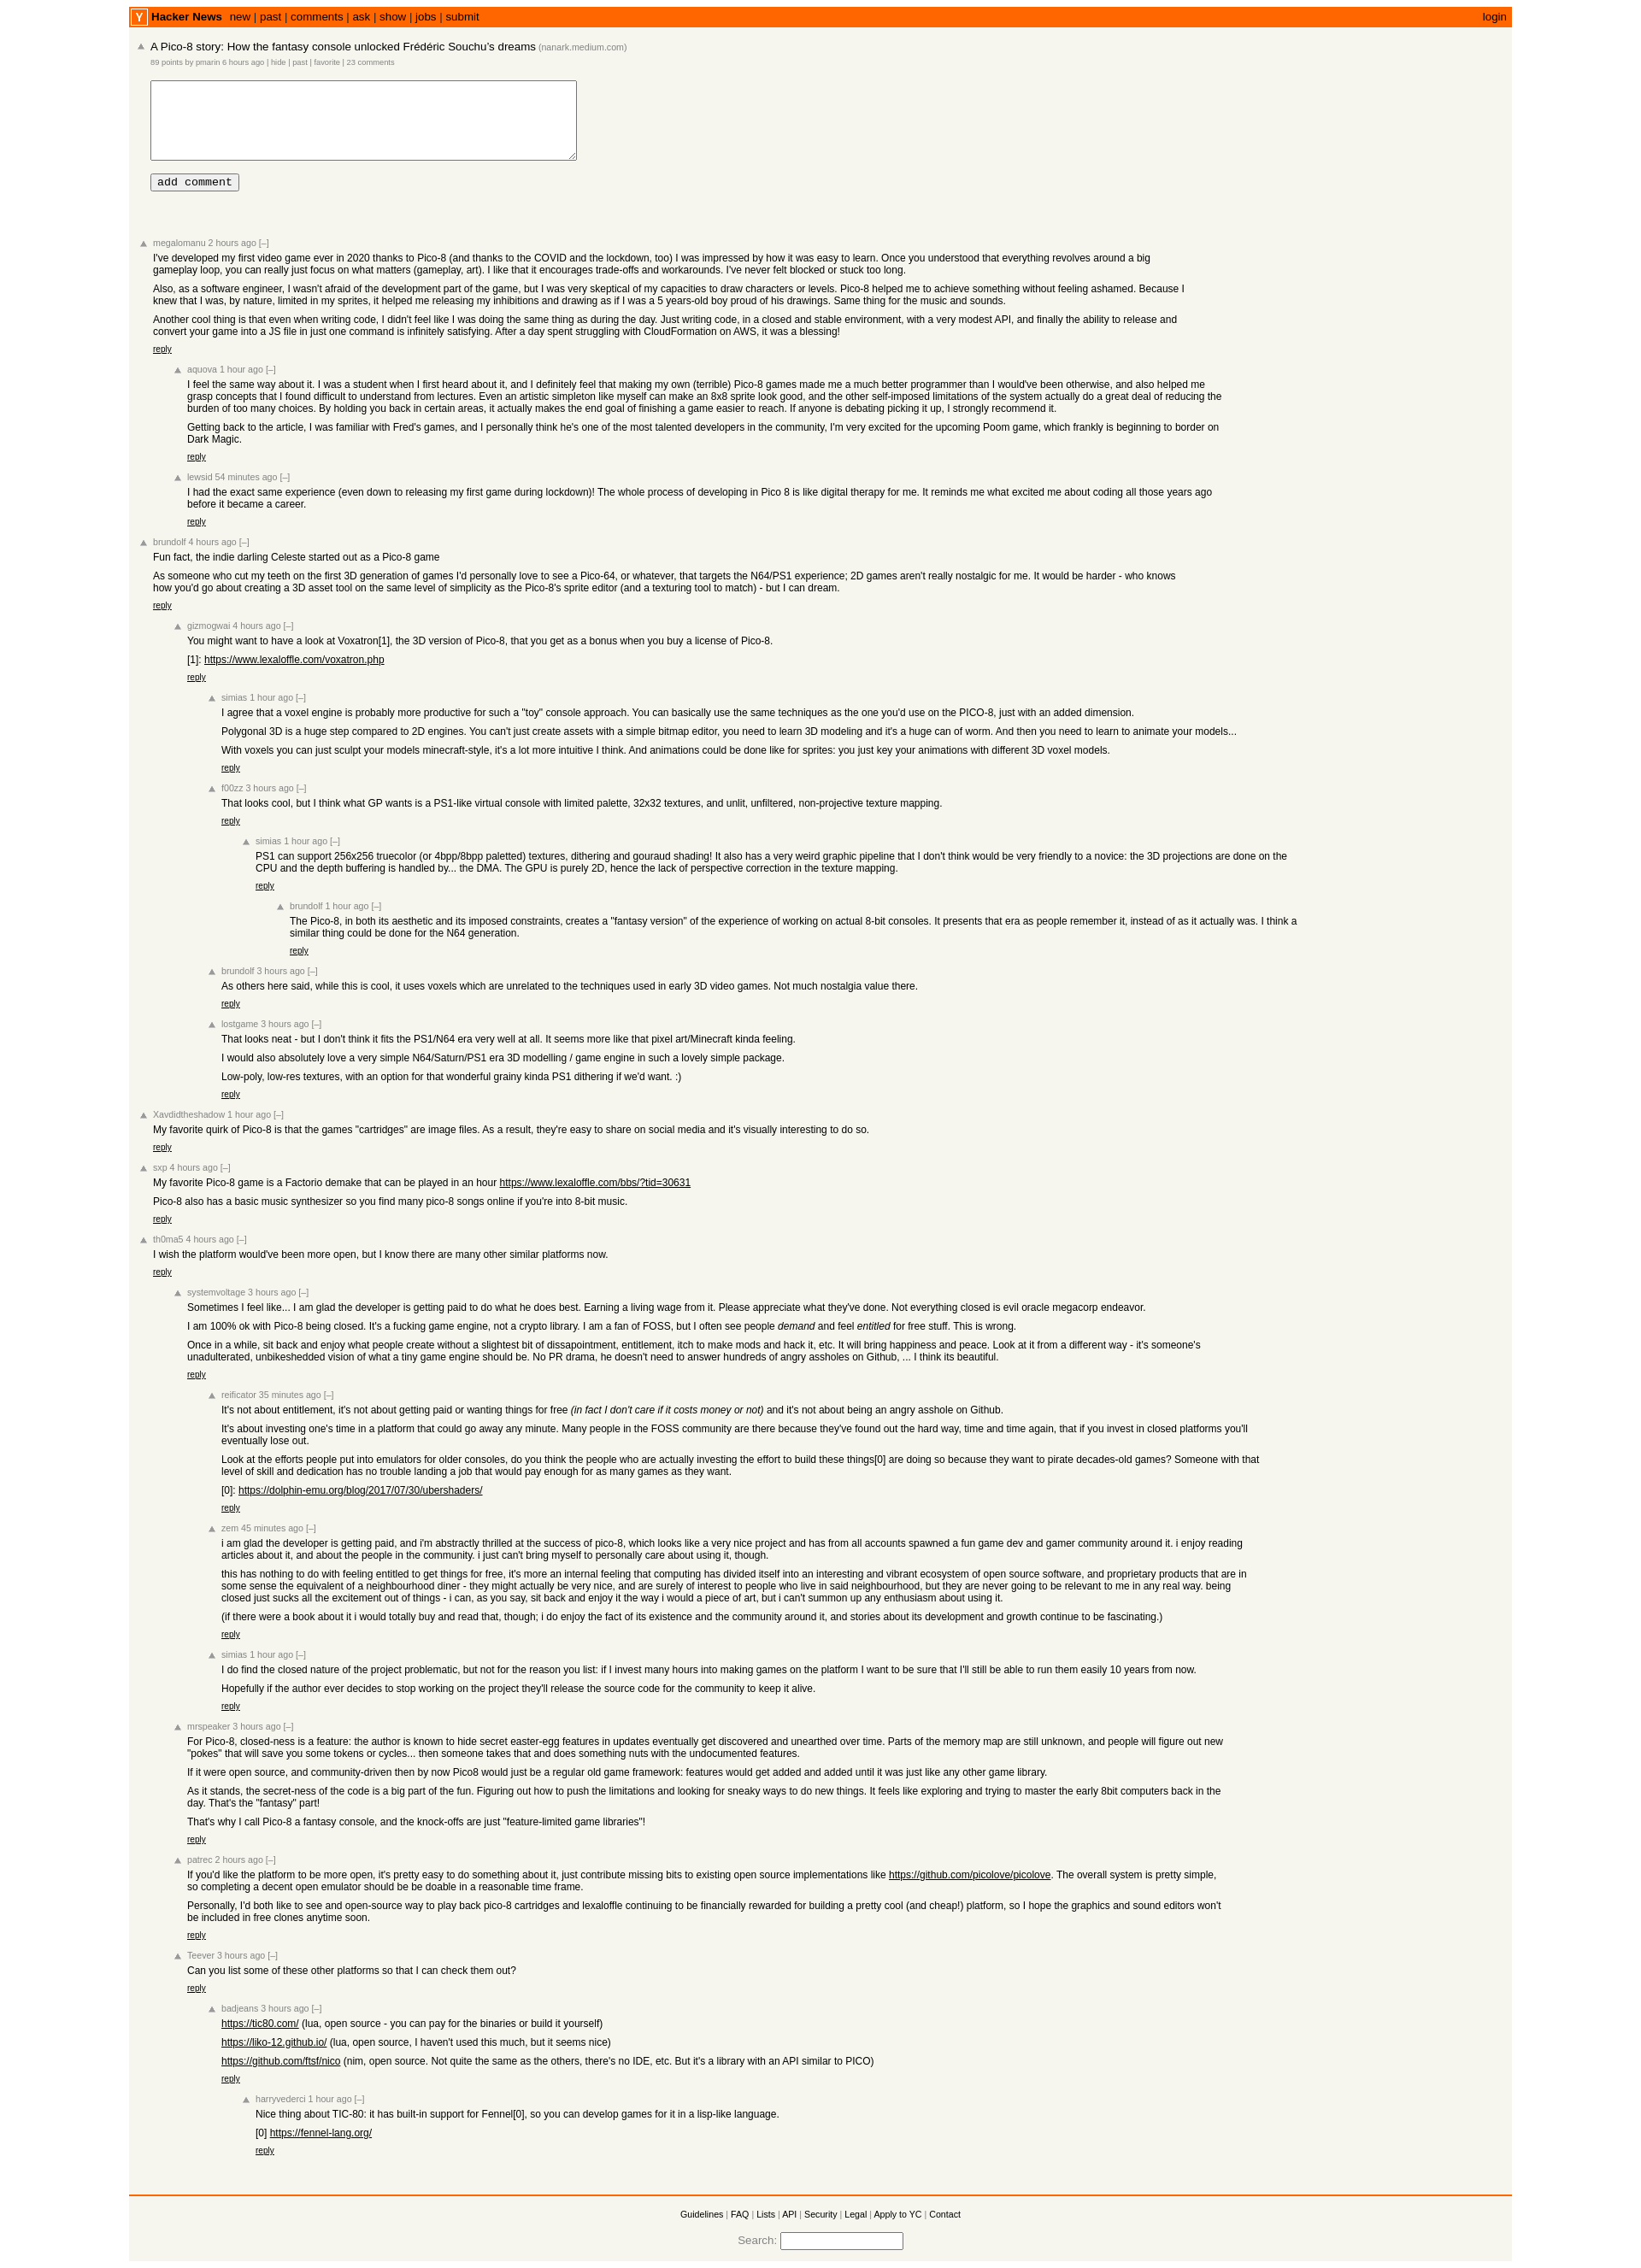 Y Hacker News new | past | comments | ask | show | jobs | submit login
A Pico-8 story: How the fantasy console unlocked Frédéric Souchu's dreams (nanark.medium.com)
89 points by pmarin 6 hours ago | hide | past | favorite | 23 comments
add comment
megalomanu 2 hours ago [–]
I've developed my first video game ever in 2020 thanks to Pico-8 (and thanks to the COVID and the lockdown, too) I was impressed by how it was easy to learn. Once you understood that everything revolves around a big
gameplay loop, you can really just focus on what matters (gameplay, art). I like that it encourages trade-offs and workarounds. I've never felt blocked or stuck too long.
Also, as a software engineer, I wasn't afraid of the development part of the game, but I was very skeptical of my capacities to draw characters or levels. Pico-8 helped me to achieve something without feeling ashamed. Because I
knew that I was, by nature, limited in my sprites, it helped me releasing my inhibitions and drawing as if I was a 5 years-old boy proud of his drawings. Same thing for the music and sounds.
Another cool thing is that even when writing code, I didn't feel like I was doing the same thing as during the day. Just writing code, in a closed and stable environment, with a very modest API, and finally the ability to release and
convert your game into a JS file in just one command is infinitely satisfying. After a day spent struggling with CloudFormation on AWS, it was a blessing!
reply
aquova 1 hour ago [–]
I feel the same way about it. I was a student when I first heard about it, and I definitely feel that making my own (terrible) Pico-8 games made me a much better programmer than I would've been otherwise, and also helped me
grasp concepts that I found difficult to understand from lectures. Even an artistic simpleton like myself can make an 8x8 sprite look good, and the other self-imposed limitations of the system actually do a great deal of reducing the
burden of too many choices. By holding you back in certain areas, it actually makes the end goal of finishing a game easier to reach. If anyone is debating picking it up, I strongly recommend it.
Getting back to the article, I was familiar with Fred's games, and I personally think he's one of the most talented developers in the community, I'm very excited for the upcoming Poom game, which frankly is beginning to border on
Dark Magic.
reply
lewsid 54 minutes ago [–]
I had the exact same experience (even down to releasing my first game during lockdown)! The whole process of developing in Pico 8 is like digital therapy for me. It reminds me what excited me about coding all those years ago
before it became a career.
reply
brundolf 4 hours ago [–]
Fun fact, the indie darling Celeste started out as a Pico-8 game
As someone who cut my teeth on the first 3D generation of games I'd personally love to see a Pico-64, or whatever, that targets the N64/PS1 experience; 2D games aren't really nostalgic for me. It would be harder - who knows
how you'd go about creating a 3D asset tool on the same level of simplicity as the Pico-8's sprite editor (and a texturing tool to match) - but I can dream.
reply
gizmogwai 4 hours ago [–]
You might want to have a look at Voxatron[1], the 3D version of Pico-8, that you get as a bonus when you buy a license of Pico-8.
[1]: https://www.lexaloffle.com/voxatron.php
reply
simias 1 hour ago [–]
I agree that a voxel engine is probably more productive for such a "toy" console approach. You can basically use the same techniques as the one you'd use on the PICO-8, just with an added dimension.
Polygonal 3D is a huge step compared to 2D engines. You can't just create assets with a simple bitmap editor, you need to learn 3D modeling and it's a huge can of worm. And then you need to learn to animate your models...
With voxels you can just sculpt your models minecraft-style, it's a lot more intuitive I think. And animations could be done like for sprites: you just key your animations with different 3D voxel models.
reply
f00zz 3 hours ago [–]
That looks cool, but I think what GP wants is a PS1-like virtual console with limited palette, 32x32 textures, and unlit, unfiltered, non-projective texture mapping.
reply
simias 1 hour ago [–]
PS1 can support 256x256 truecolor (or 4bpp/8bpp paletted) textures, dithering and gouraud shading! It also has a very weird graphic pipeline that I don't think would be very friendly to a novice: the 3D projections are done on the
CPU and the depth buffering is handled by... the DMA. The GPU is purely 2D, hence the lack of perspective correction in the texture mapping.
reply
brundolf 1 hour ago [–]
The Pico-8, in both its aesthetic and its imposed constraints, creates a "fantasy version" of the experience of working on actual 8-bit consoles. It presents that era as people remember it, instead of as it actually was. I think a
similar thing could be done for the N64 generation.
reply
brundolf 3 hours ago [–]
As others here said, while this is cool, it uses voxels which are unrelated to the techniques used in early 3D video games. Not much nostalgia value there.
reply
lostgame 3 hours ago [–]
That looks neat - but I don't think it fits the PS1/N64 era very well at all. It seems more like that pixel art/Minecraft kinda feeling.
I would also absolutely love a very simple N64/Saturn/PS1 era 3D modelling / game engine in such a lovely simple package.
Low-poly, low-res textures, with an option for that wonderful grainy kinda PS1 dithering if we'd want. :)
reply
Xavdidtheshadow 1 hour ago [–]
My favorite quirk of Pico-8 is that the games "cartridges" are image files. As a result, they're easy to share on social media and it's visually interesting to do so.
reply
sxp 4 hours ago [–]
My favorite Pico-8 game is a Factorio demake that can be played in an hour https://www.lexaloffle.com/bbs/?tid=30631
Pico-8 also has a basic music synthesizer so you find many pico-8 songs online if you're into 8-bit music.
reply
th0ma5 4 hours ago [–]
I wish the platform would've been more open, but I know there are many other similar platforms now.
reply
systemvoltage 3 hours ago [–]
Sometimes I feel like... I am glad the developer is getting paid to do what he does best. Earning a living wage from it. Please appreciate what they've done. Not everything closed is evil oracle megacorp endeavor.
I am 100% ok with Pico-8 being closed. It's a fucking game engine, not a crypto library. I am a fan of FOSS, but I often see people demand and feel entitled for free stuff. This is wrong.
Once in a while, sit back and enjoy what people create without a slightest bit of dissapointment, entitlement, itch to make mods and hack it, etc. It will bring happiness and peace. Look at it from a different way - it's someone's
unadulterated, unbikeshedded vision of what a tiny game engine should be. No PR drama, he doesn't need to answer hundreds of angry assholes on Github, ... I think its beautiful.
reply
reificator 35 minutes ago [–]
It's not about entitlement, it's not about getting paid or wanting things for free (in fact I don't care if it costs money or not) and it's not about being an angry asshole on Github.
It's about investing one's time in a platform that could go away any minute. Many people in the FOSS community are there because they've found out the hard way, time and time again, that if you invest in closed platforms you'll
eventually lose out.
Look at the efforts people put into emulators for older consoles, do you think the people who are actually investing the effort to build these things[0] are doing so because they want to pirate decades-old games? Someone with that
level of skill and dedication has no trouble landing a job that would pay enough for as many games as they want.
[0]: https://dolphin-emu.org/blog/2017/07/30/ubershaders/
reply
zem 45 minutes ago [–]
i am glad the developer is getting paid, and i'm abstractly thrilled at the success of pico-8, which looks like a very nice project and has from all accounts spawned a fun game dev and gamer community around it. i enjoy reading
articles about it, and about the people in the community. i just can't bring myself to personally care about using it, though.
this has nothing to do with feeling entitled to get things for free, it's more an internal feeling that computing has divided itself into an interesting and vibrant ecosystem of open source software, and proprietary products that are in
some sense the equivalent of a neighbourhood diner - they might actually be very nice, and are surely of interest to people who live in said neighbourhood, but they are never going to be relevant to me in any real way. being
closed just sucks all the excitement out of things - i can, as you say, sit back and enjoy it the way i would a piece of art, but i can't summon up any enthusiasm about using it.
(if there were a book about it i would totally buy and read that, though; i do enjoy the fact of its existence and the community around it, and stories about its development and growth continue to be fascinating.)
reply
simias 1 hour ago [–]
I do find the closed nature of the project problematic, but not for the reason you list: if I invest many hours into making games on the platform I want to be sure that I'll still be able to run them easily 10 years from now.
Hopefully if the author ever decides to stop working on the project they'll release the source code for the community to keep it alive.
reply
mrspeaker 3 hours ago [–]
For Pico-8, closed-ness is a feature: the author is known to hide secret easter-egg features in updates eventually get discovered and unearthed over time. Parts of the memory map are still unknown, and people will figure out new
"pokes" that will save you some tokens or cycles... then someone takes that and does something nuts with the undocumented features.
If it were open source, and community-driven then by now Pico8 would just be a regular old game framework: features would get added and added until it was just like any other game library.
As it stands, the secret-ness of the code is a big part of the fun. Figuring out how to push the limitations and looking for sneaky ways to do new things. It feels like exploring and trying to master the early 8bit computers back in the
day. That's the "fantasy" part!
That's why I call Pico-8 a fantasy console, and the knock-offs are just "feature-limited game libraries"!
reply
patrec 2 hours ago [–]
If you'd like the platform to be more open, it's pretty easy to do something about it, just contribute missing bits to existing open source implementations like https://github.com/picolove/picolove. The overall system is pretty simple,
so completing a decent open emulator should be be doable in a reasonable time frame.
Personally, I'd both like to see and open-source way to play back pico-8 cartridges and lexaloffle continuing to be financially rewarded for building a pretty cool (and cheap!) platform, so I hope the graphics and sound editors won't
be included in free clones anytime soon.
reply
Teever 3 hours ago [–]
Can you list some of these other platforms so that I can check them out?
reply
badjeans 3 hours ago [–]
https://tic80.com/ (lua, open source - you can pay for the binaries or build it yourself)
https://liko-12.github.io/ (lua, open source, I haven't used this much, but it seems nice)
https://github.com/ftsf/nico (nim, open source. Not quite the same as the others, there's no IDE, etc. But it's a library with an API similar to PICO)
reply
harryvederci 1 hour ago [–]
Nice thing about TIC-80: it has built-in support for Fennel[0], so you can develop games for it in a lisp-like language.
[0] https://fennel-lang.org/
reply
Guidelines | FAQ | Lists | API | Security | Legal | Apply to YC | Contact
Search: